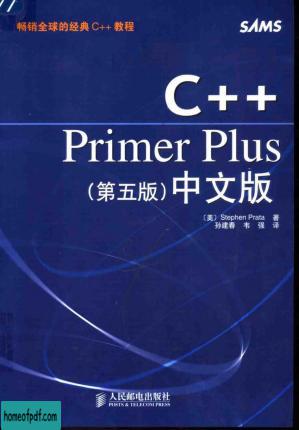 畅销全球的经典C++教程
SAMS
C++
Primer Plus
(第五版)中文版
〔美〕Stephen Prata 著
孙建春 韦强 译
人民邮电出版社
POSTS & TELECOM PRESS
homeofpdf.com